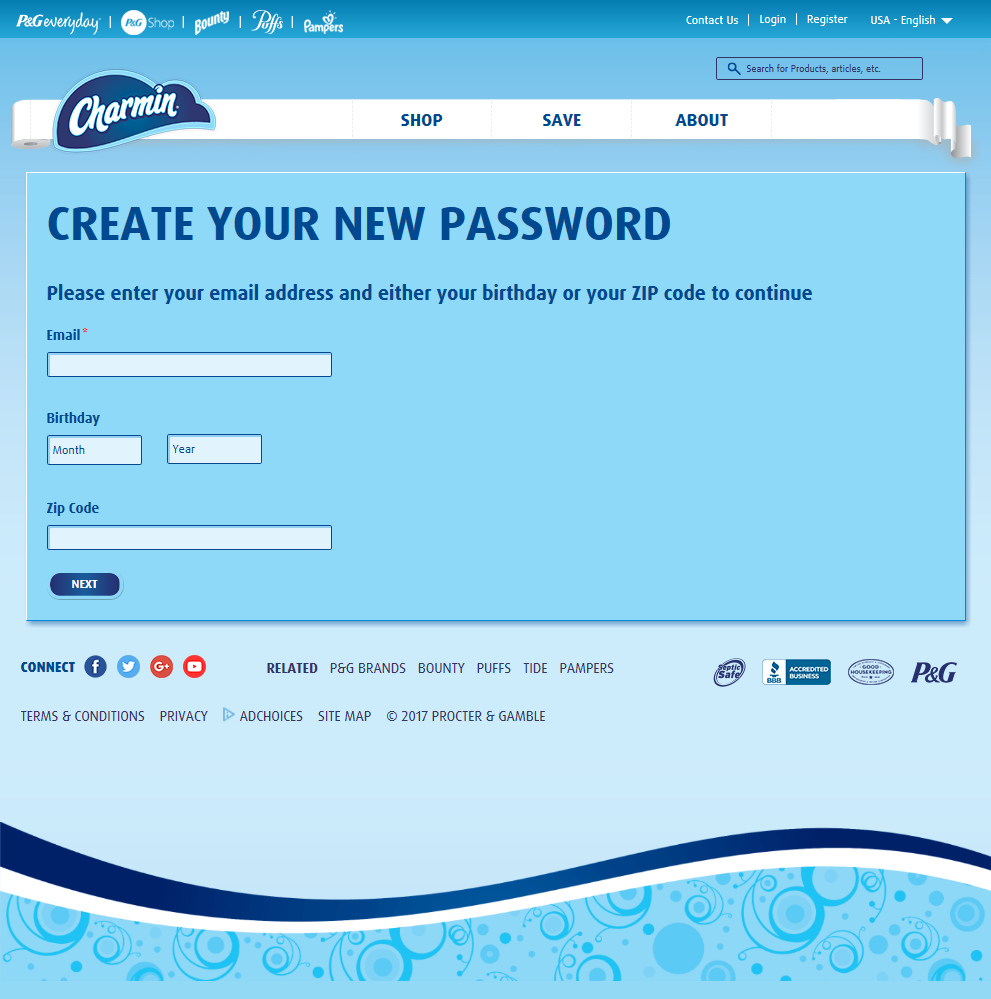 P&G everyday | P&G Shop | Bounty | Puffs | Pampers
Contact Us | Login | Register USA - English
Search for Products, articles, etc.
Charmin
SHOP SAVE ABOUT
CREATE YOUR NEW PASSWORD
Please enter your email address and either your birthday or your ZIP code to continue
Email *
Birthday
Month Year
Zip Code
NEXT
CONNECT RELATED P&G BRANDS BOUNTY PUFFS TIDE PAMPERS
Septic Safe
BBB ACCREDITED BUSINESS
GOOD HOUSEKEEPING
P&G
TERMS & CONDITIONS PRIVACY ADCHOICES SITE MAP © 2017 PROCTER & GAMBLE